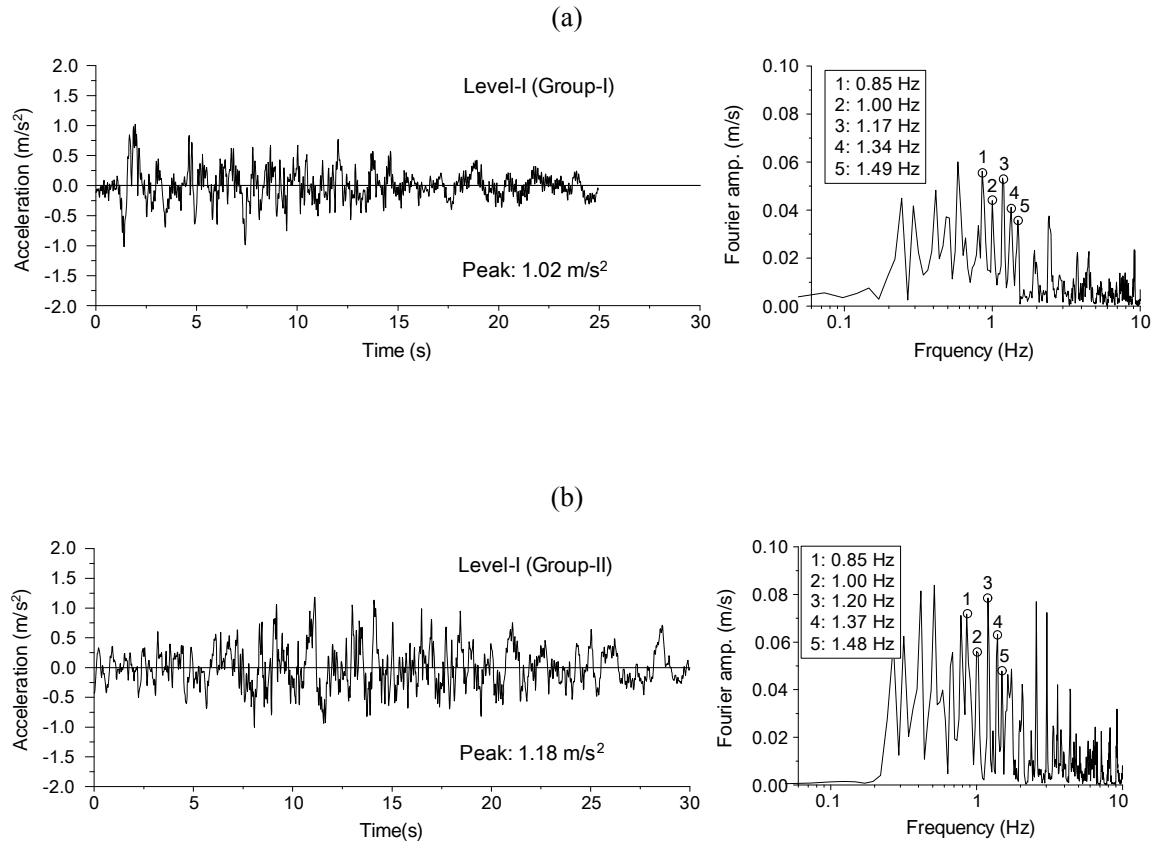 (a)
2.0
1.5
1.0
0.5
0.0
-0.5
-1.0
-1.5
-2.0
Acceleration (m/s²)
Level-I (Group-I)
Peak: 1.02 m/s²
0 5 10 15 20 25 30
Time (s)
0.10
0.08
0.06
0.04
0.02
0.00
Fourier amp. (m/s)
1: 0.85 Hz
2: 1.00 Hz
3: 1.17 Hz
4: 1.34 Hz
5: 1.49 Hz
1
2
3
4
5
0.1 1 10
Frquency (Hz)
(b)
2.0
1.5
1.0
0.5
0.0
-0.5
-1.0
-1.5
-2.0
Acceleration (m/s²)
Level-I (Group-II)
Peak: 1.18 m/s²
0 5 10 15 20 25 30
Time(s)
0.10
0.08
0.06
0.04
0.02
0.00
Fourier amp. (m/s)
1: 0.85 Hz
2: 1.00 Hz
3: 1.20 Hz
4: 1.37 Hz
5: 1.48 Hz
1
2
3
4
5
0.1 1 10
Frequency (Hz)